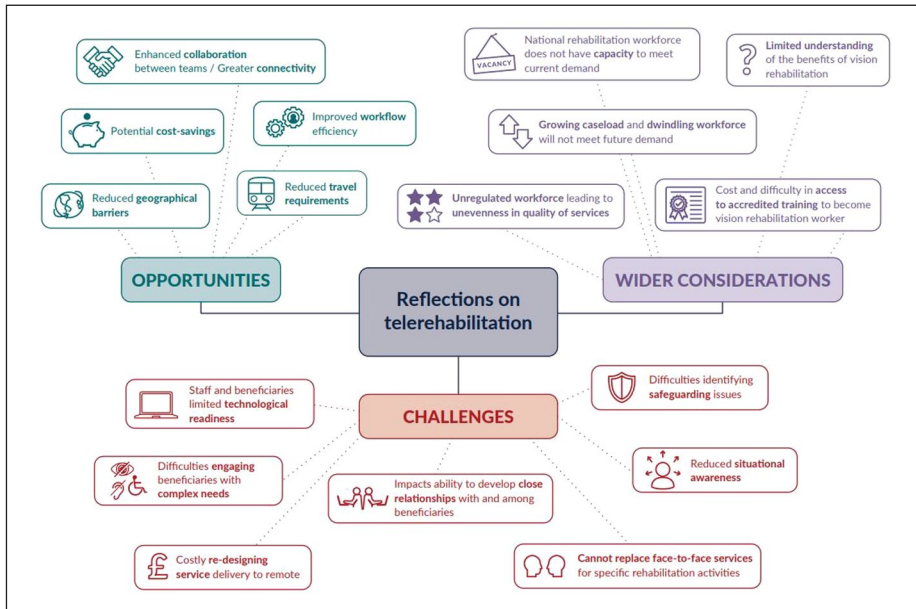 Enhanced collaboration
between teams / Greater connectivity
Potential cost-savings
Improved workflow
efficiency
Reduced geographical
barriers
Reduced travel
requirements
OPPORTUNITIES
VACANCY
National rehabilitation workforce
does not have capacity to meet
current demand
Limited understanding
of the benefits of vision
rehabilitation
Growing caseload and dwindling workforce
will not meet future demand
Unregulated workforce leading to
unevenness in quality of services
Cost and difficulty in access
to accredited training to become
vision rehabilitation worker
WIDER CONSIDERATIONS
Reflections on
telerehabilitation
CHALLENGES
Staff and beneficiaries
limited technological
readiness
Difficulties identifying
safeguarding issues
Difficulties engaging
beneficiaries with
complex needs
Impacts ability to develop close
relationships with and among
beneficiaries
Reduced situational
awareness
£
Costly re-designing
service delivery to remote
Cannot replace face-to-face services
for specific rehabilitation activities